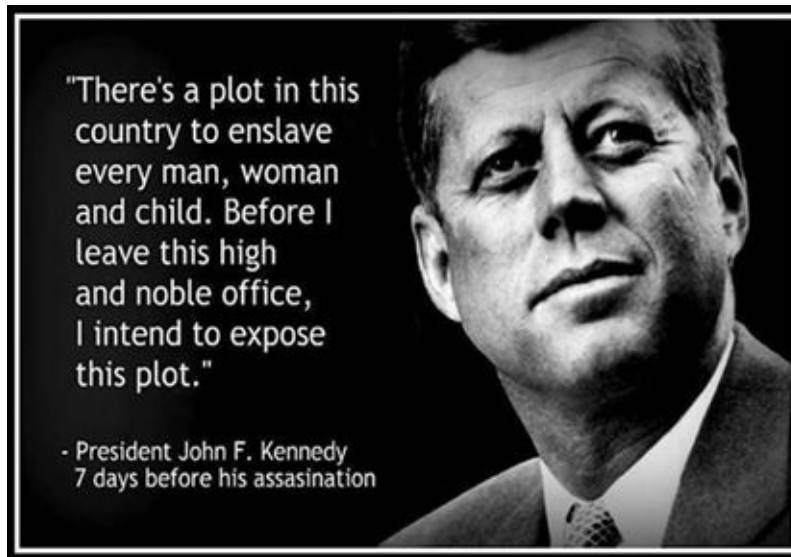 "There's a plot in this
country to enslave
every man, woman
and child. Before I
leave this high
and noble office,
I intend to expose
this plot."
- President John F. Kennedy
7 days before his assasination